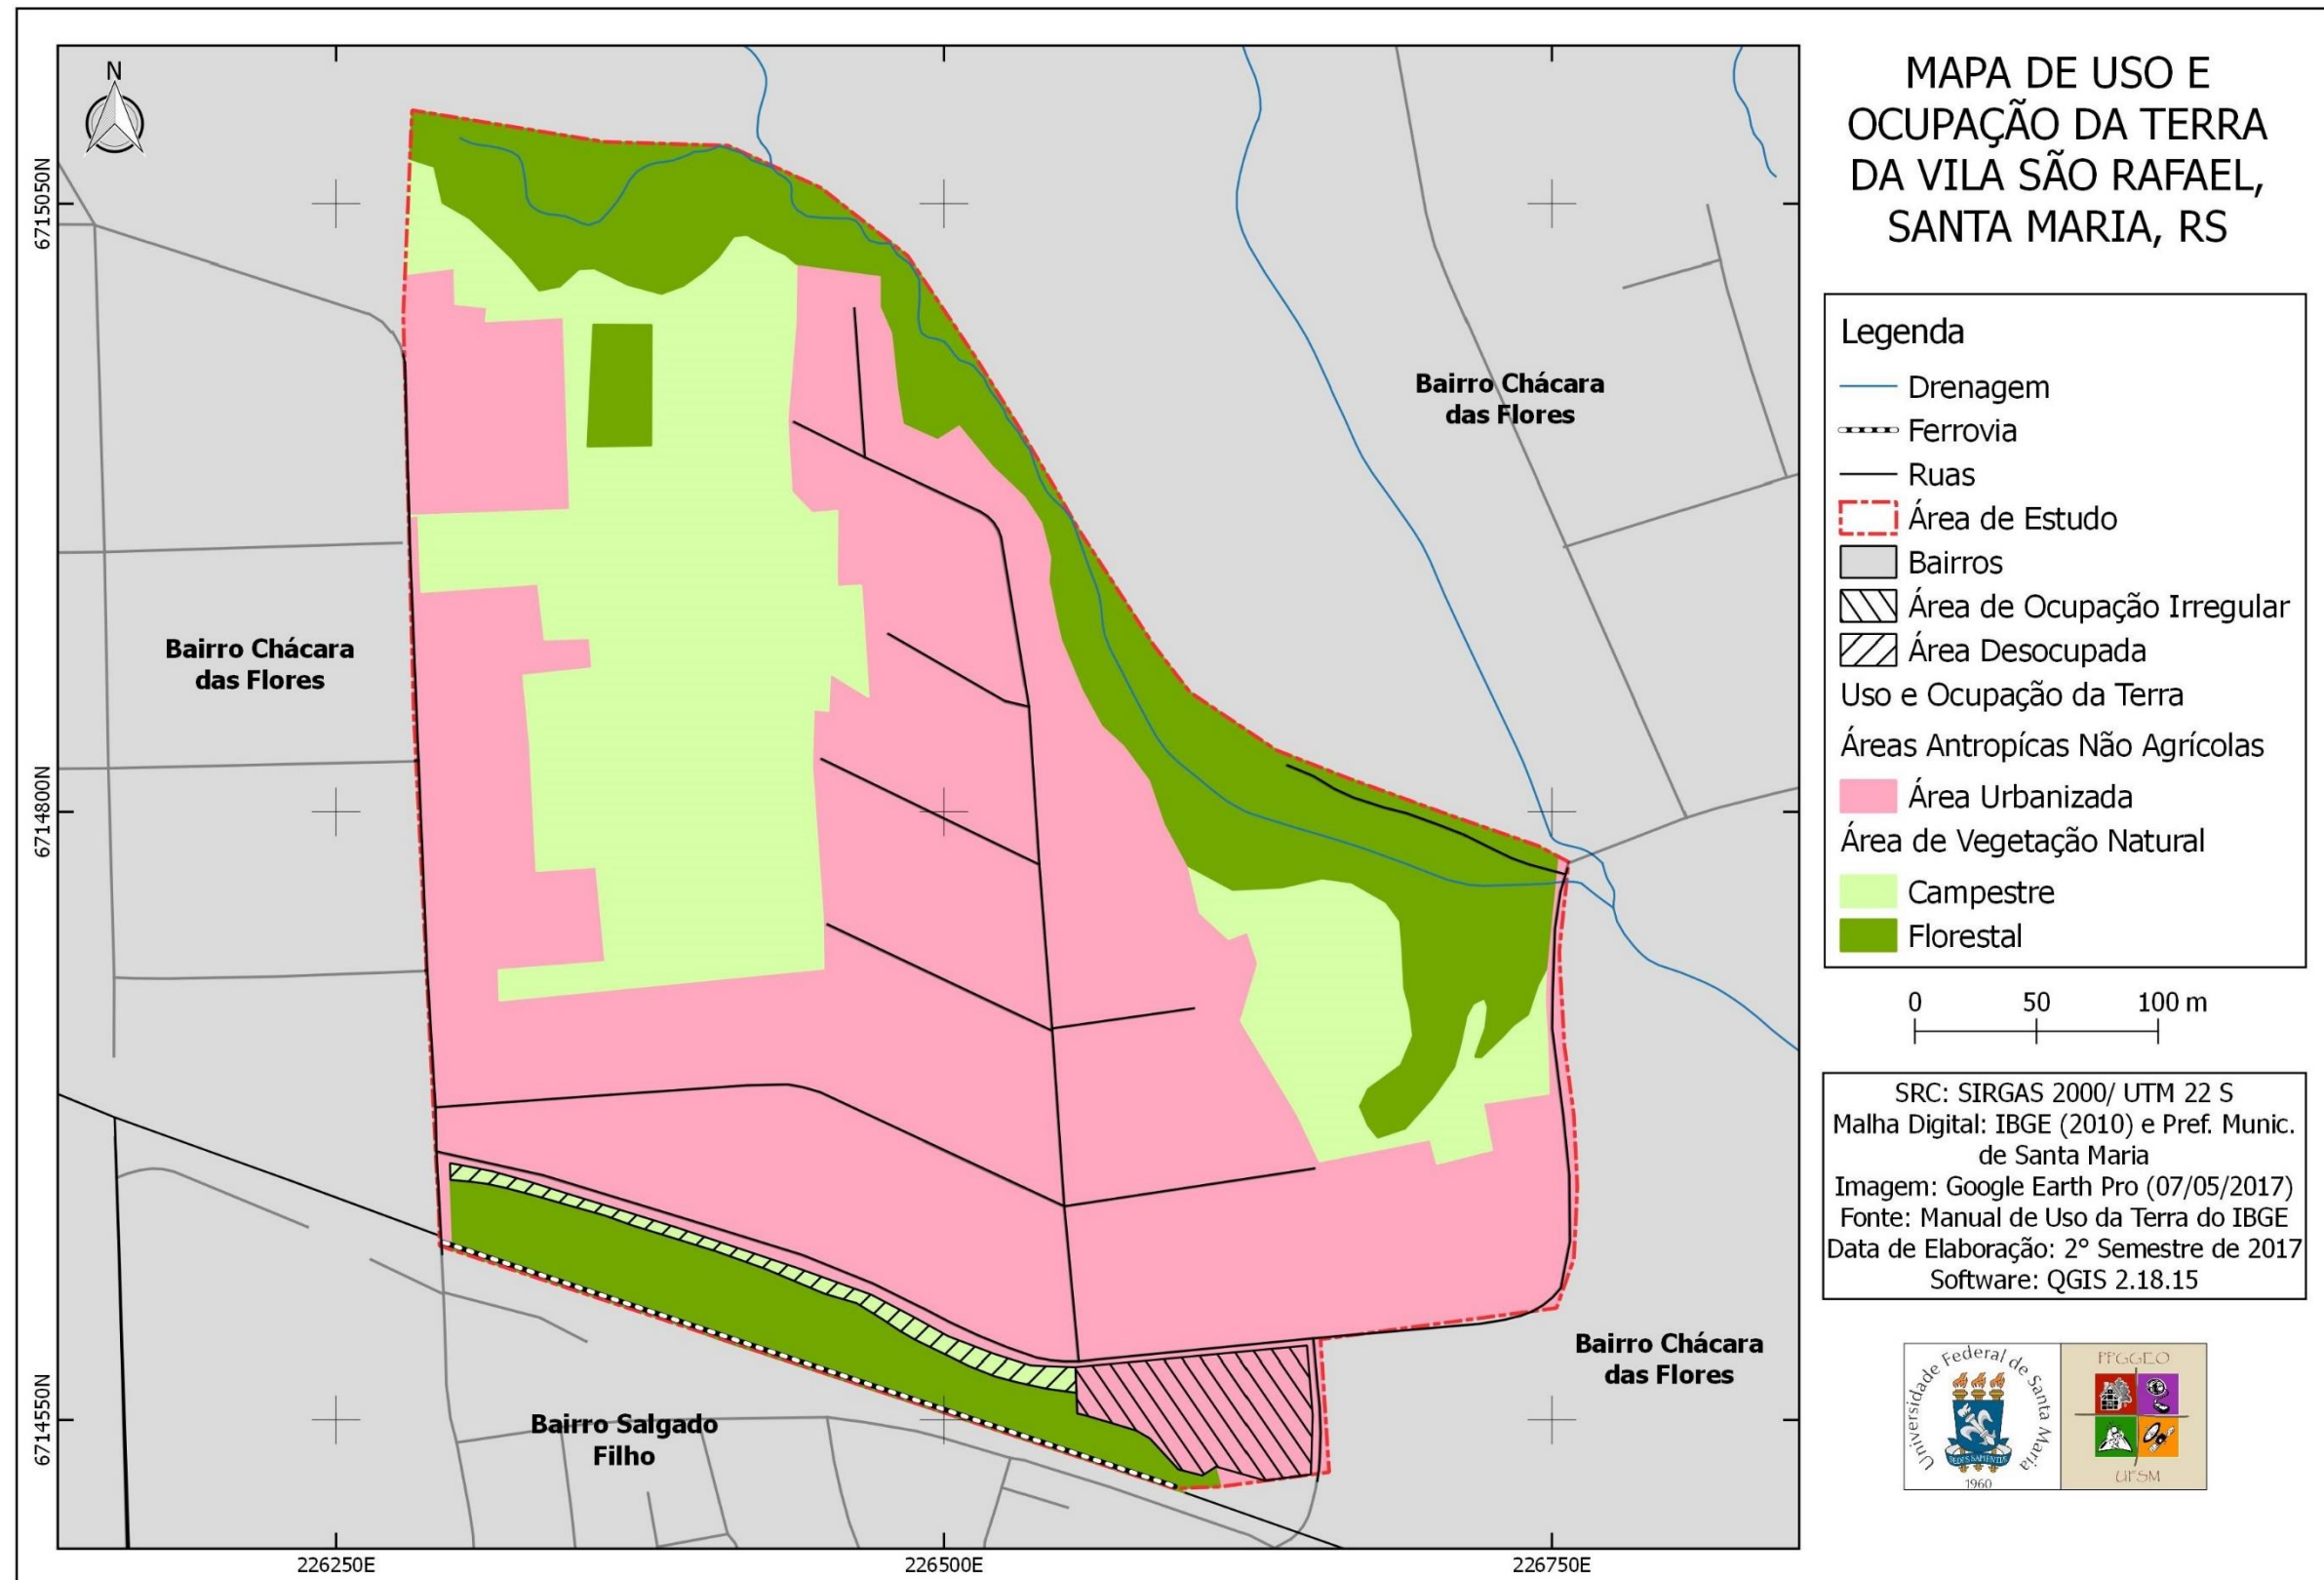 MAPA DE USO E
OCUPAÇÃO DA TERRA
DA VILA SÃO RAFAEL,
SANTA MARIA, RS
N
6715050N
6714800N
6714550N
226250E
226500E
226750E
Bairro Chácara
das Flores
Bairro Chácara
das Flores
Bairro Chácara
das Flores
Bairro Salgado
Filho
Legenda
Drenagem
Ferrovia
Ruas
Área de Estudo
Bairros
Área de Ocupação Irregular
Área Desocupada
Uso e Ocupação da Terra
Áreas Antropícas Não Agrícolas
Área Urbanizada
Área de Vegetação Natural
Campestre
Florestal
0 50 100 m
SRC: SIRGAS 2000/ UTM 22 S
Malha Digital: IBGE (2010) e Pref. Munic.
de Santa Maria
Imagem: Google Earth Pro (07/05/2017)
Fonte: Manual de Uso da Terra do IBGE
Data de Elaboração: 2° Semestre de 2017
Software: QGIS 2.18.15
Universidade Federal de Santa Maria
SEDES SAPIENTIAE
1960
PPGGEO
UFSM